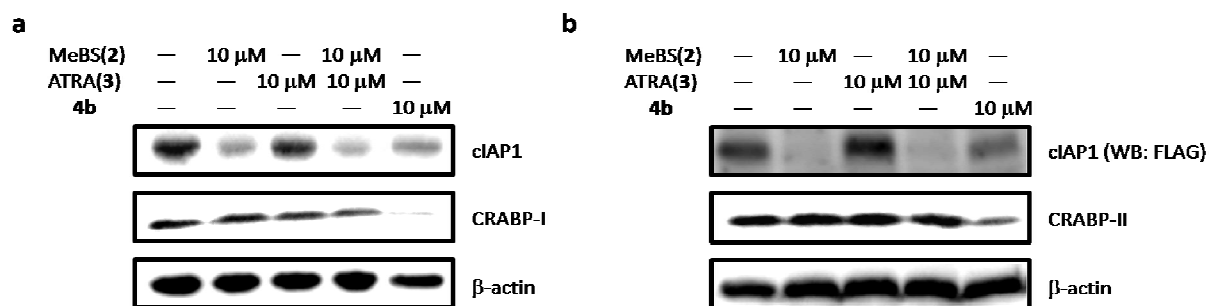 a
MeBS(2) — 10 μM — 10 μM —
ATRA(3) — — 10 μM 10 μM —
4b — — — — 10 μM
cIAP1
CRABP-I
β-actin
b
MeBS(2) — 10 μM — 10 μM —
ATRA(3) — — 10 μM 10 μM —
4b — — — — 10 μM
cIAP1 (WB: FLAG)
CRABP-II
β-actin